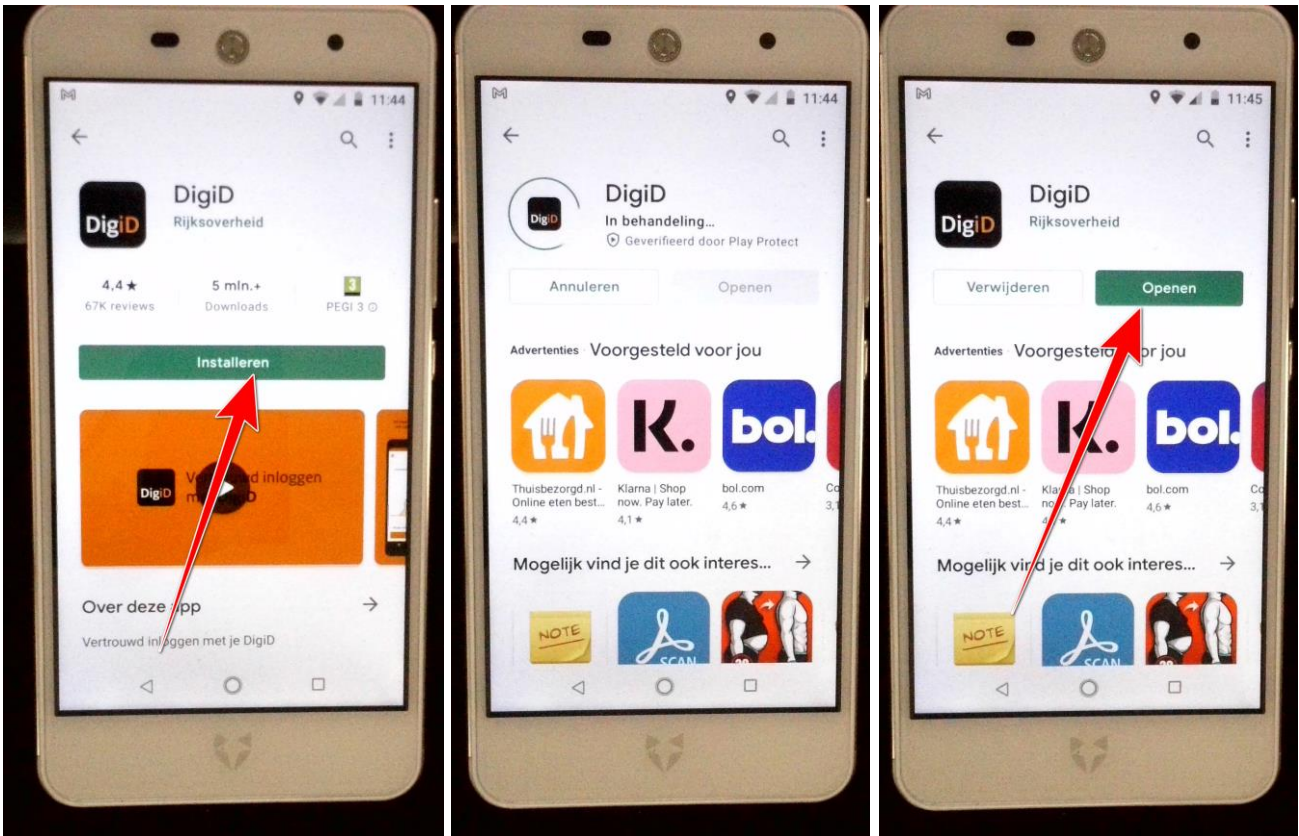 11:44
DigiD
DigiD
Rijksoverheid
4,4 ★
67K reviews
5 mln.+
Downloads
3
PEGI 3
Installeren
DigiD
inloggen
Over deze app
Vertrouwd inloggen met je DigiD
11:44
DigiD
DigiD
In behandeling...
Geverifieerd door Play Protect
Annuleren
Openen
Advertenties · Voorgesteld voor jou
K.
bol.
Thuisbezorgd.nl -
Online eten best...
4,4 ★
Klarna | Shop
now. Pay later.
4,1 ★
bol.com
4,6 ★
Mogelijk vind je dit ook interes...
NOTE
SCAN
11:45
DigiD
DigiD
Rijksoverheid
Verwijderen
Openen
Advertenties · Voorgesteld voor jou
K.
bol.
Thuisbezorgd.nl -
Online eten best...
4,4 ★
Klarna | Shop
now. Pay later.
bol.com
4,6 ★
Mogelijk vind je dit ook interes...
NOTE
SCAN